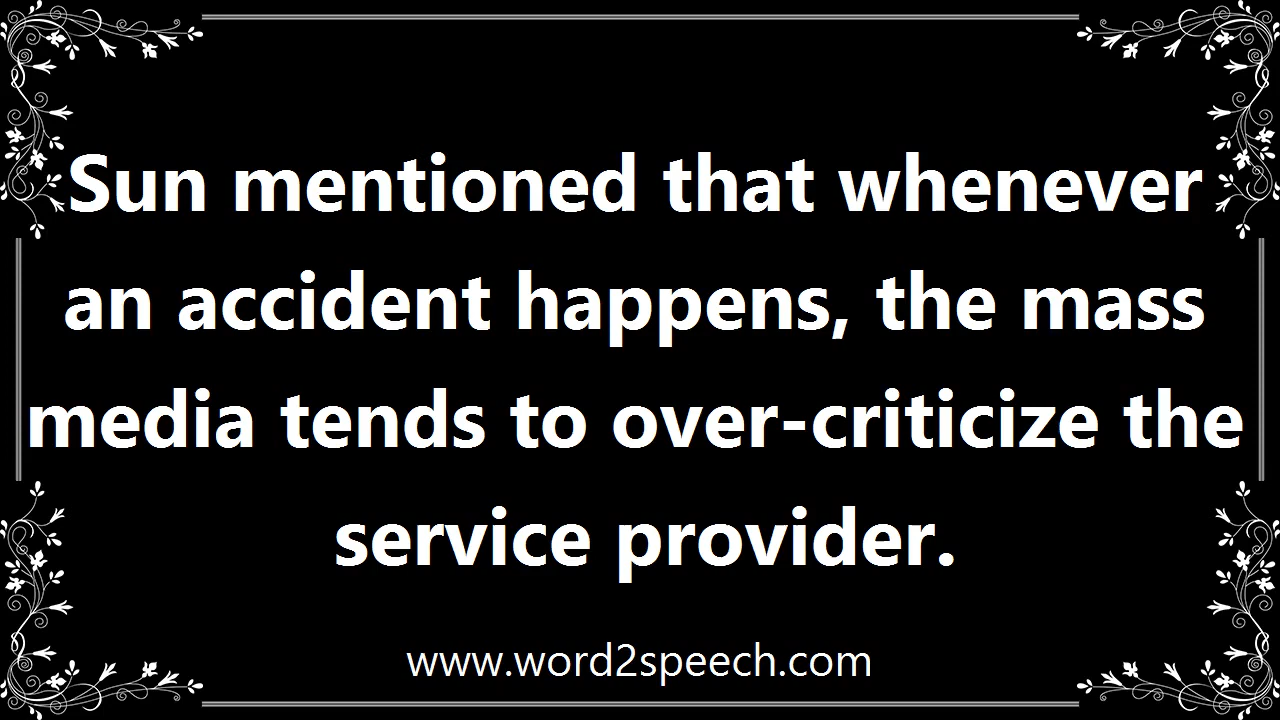 Sun mentioned that whenever
an accident happens, the mass
media tends to over-criticize the
service provider.
www.word2speech.com